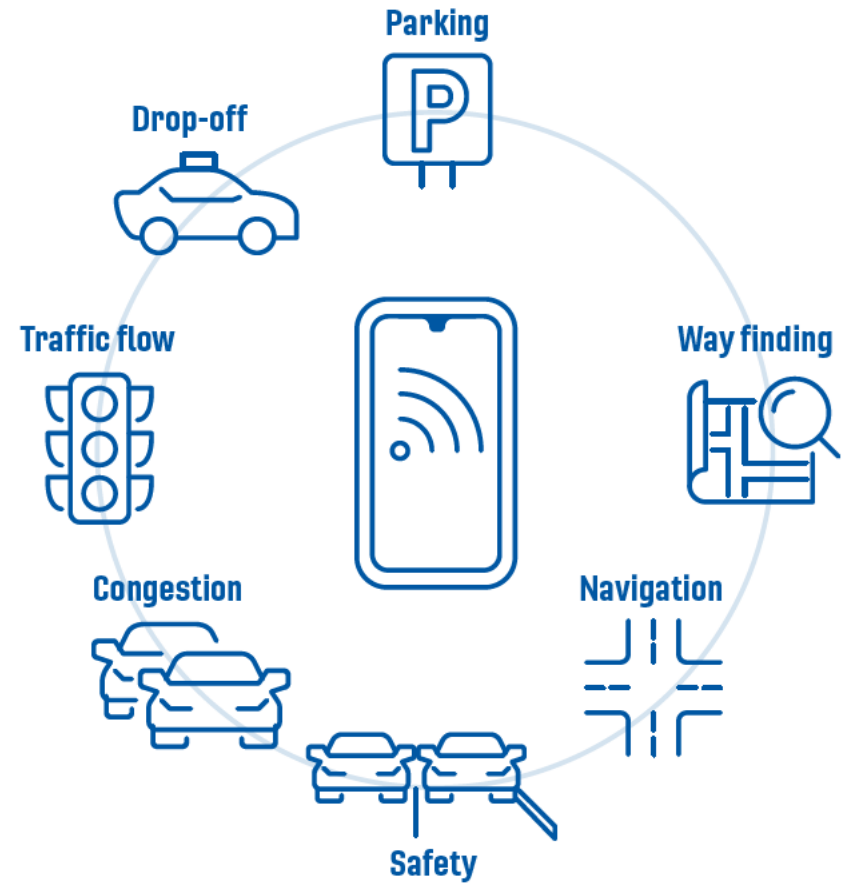 Parking
P
Drop-off
Traffic flow
Way finding
Congestion
Navigation
Safety